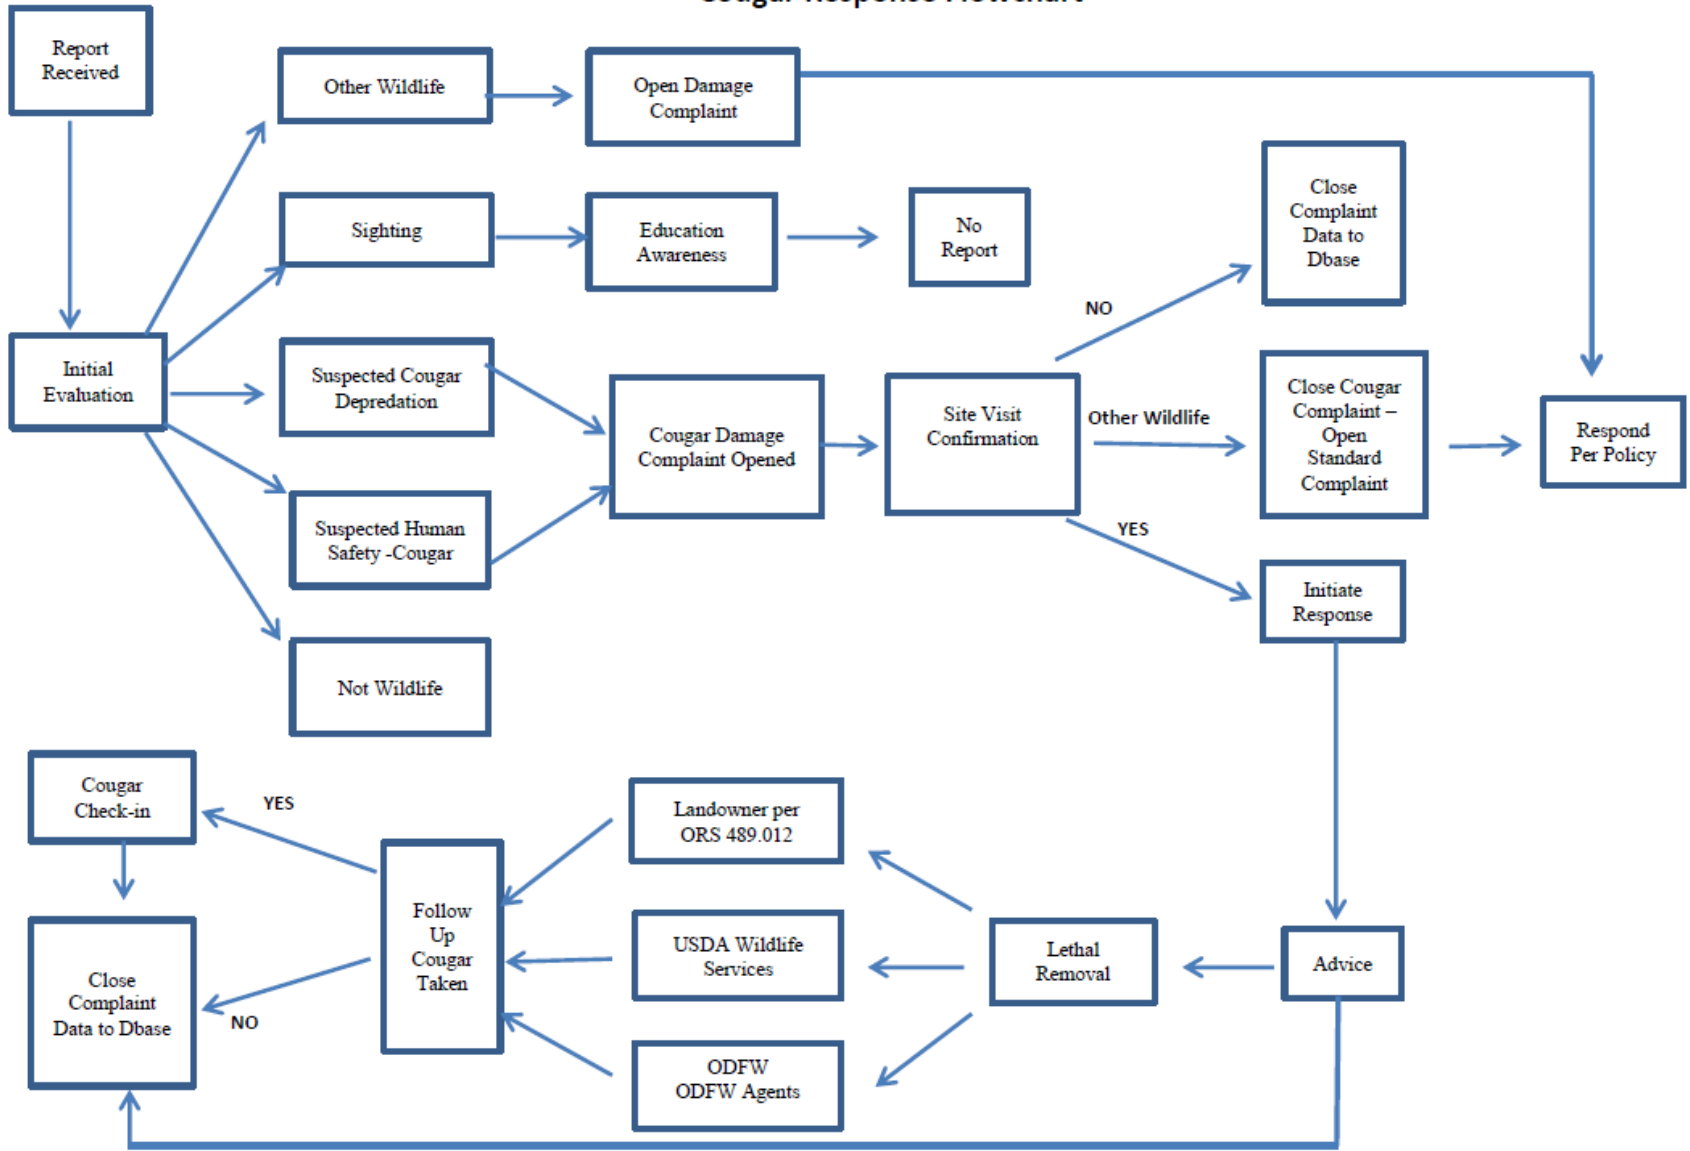 Cougar Response Flowchart
Report
Received
Other Wildlife
Open Damage
Complaint
Sighting
Education
Awareness
No
Report
Close
Complaint
Data to
Dbase
NO
Initial
Evaluation
Suspected Cougar
Depredation
Cougar Damage
Complaint Opened
Site Visit
Confirmation
Other Wildlife
Close Cougar
Complaint –
Open
Standard
Complaint
Respond
Per Policy
Suspected Human
Safety -Cougar
YES
Initiate
Response
Not Wildlife
Cougar
Check-in
YES
Landowner per
ORS 489.012
Follow
Up
Cougar
Taken
USDA Wildlife
Services
Lethal
Removal
Advice
Close
Complaint
Data to Dbase
NO
ODFW
ODFW Agents